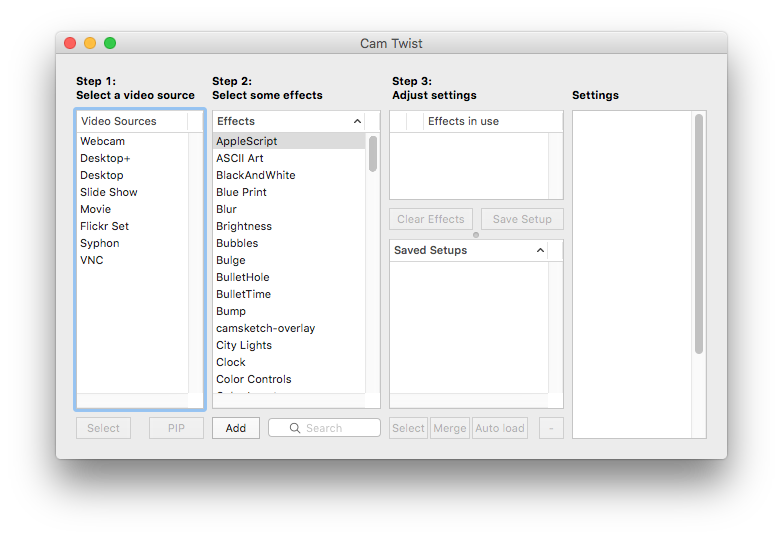 Cam Twist
Step 1:
Select a video source
Video Sources
Webcam
Desktop+
Desktop
Slide Show
Movie
Flickr Set
Syphon
VNC
Select
PIP
Step 2:
Select some effects
Effects
AppleScript
ASCII Art
BlackAndWhite
Blue Print
Blur
Brightness
Bubbles
Bulge
BulletHole
BulletTime
Bump
camsketch-overlay
City Lights
Clock
Color Controls
Add
Search
Step 3:
Adjust settings
Effects in use
Clear Effects
Save Setup
Saved Setups
Select
Merge
Auto load
-
Settings